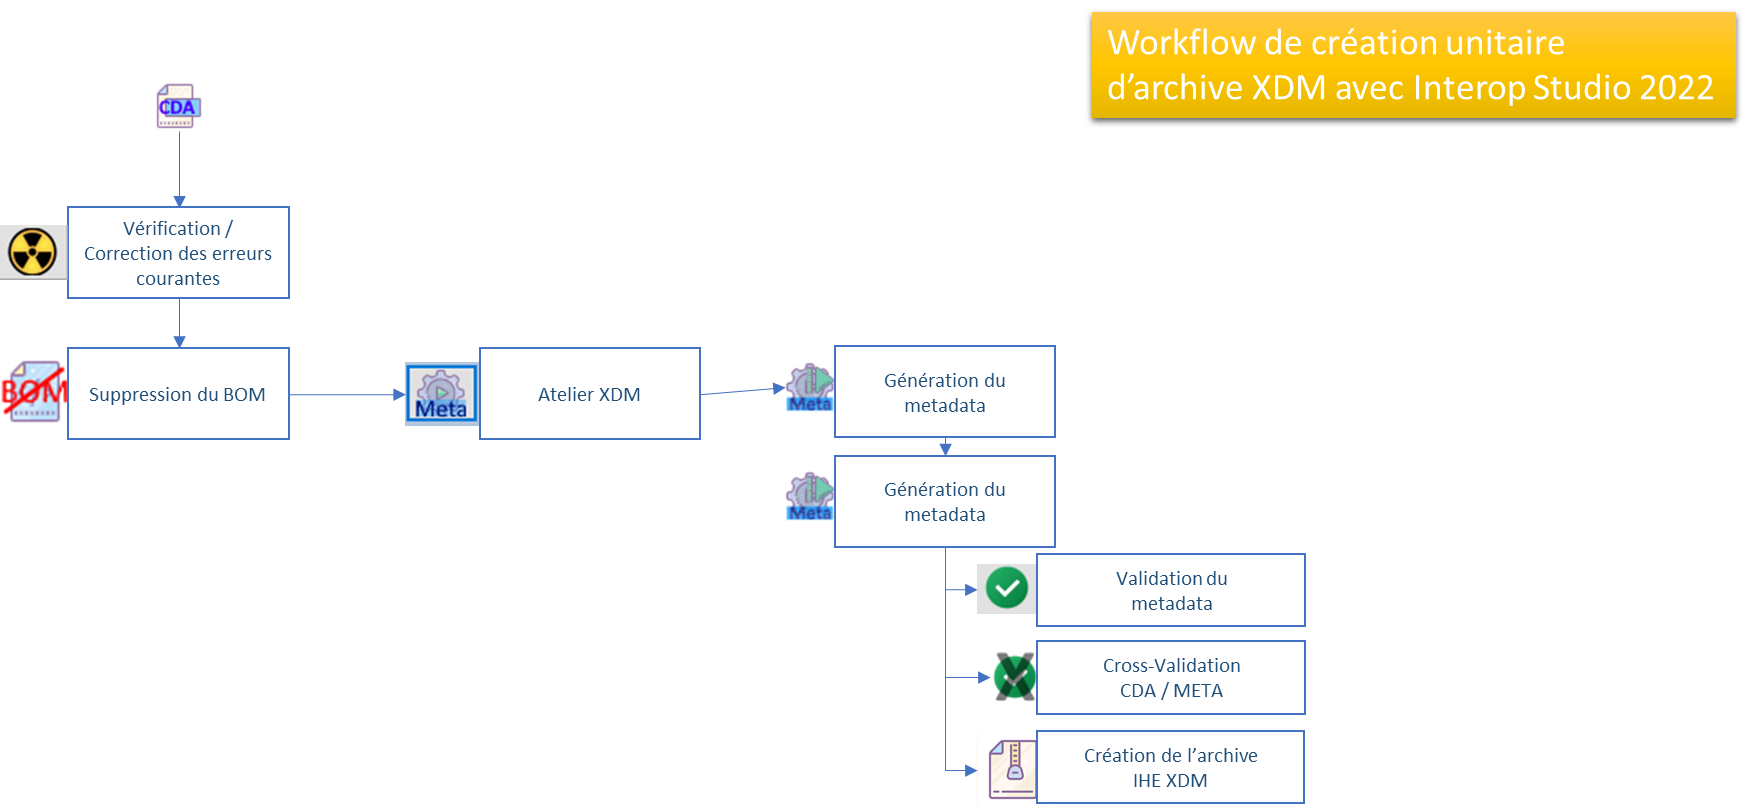 Workflow de création unitaire
d’archive XDM avec Interop Studio 2022
CDA
Vérification /
Correction des erreurs
courantes
BOM
Suppression du BOM
Meta
Atelier XDM
Meta
Génération du
metadata
Meta
Génération du
metadata
Validation du
metadata
Cross-Validation
CDA / META
Création de l’archive
IHE XDM